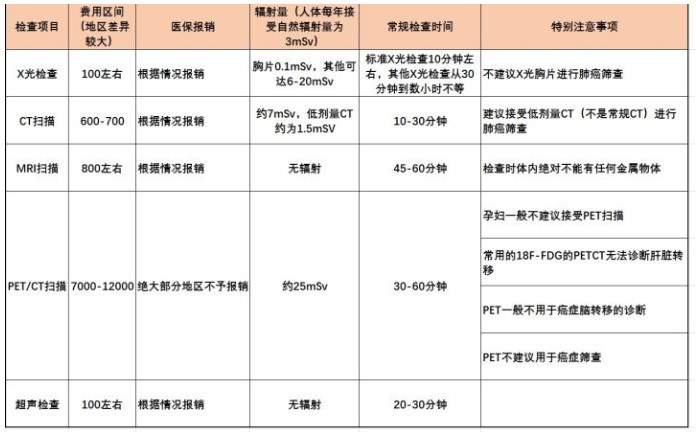 检查项目
费用区间
(地区差异
较大)
医保报销
辐射量（人体每年接
受自然辐射量为
3mSv）
常规检查时间
特别注意事项
X光检查
100左右
根据情况报销
胸片0.1mSv，其他可
达6-20mSv
标准X光检查10分钟左
右，其他X光检查从30
分钟到数小时不等
不建议X光胸片进行肺癌筛查
CT扫描
600-700
根据情况报销
约7mSv，低剂量CT
约为1.5mSV
10-30分钟
建议接受低剂量CT（不是常规CT）进行
肺癌筛查
MRI扫描
800左右
根据情况报销
无辐射
45-60分钟
检查时体内绝对不能有任何金属物体
PET/CT扫描
7000-12000
绝大部分地区不予报销
约25mSv
30-60分钟
孕妇一般不建议接受PET扫描
常用的18F-FDG的PETCT无法诊断肝脏转
移
PET一般不用于癌症脑转移的诊断
PET不建议用于癌症筛查
超声检查
100左右
根据情况报销
无辐射
20-30分钟